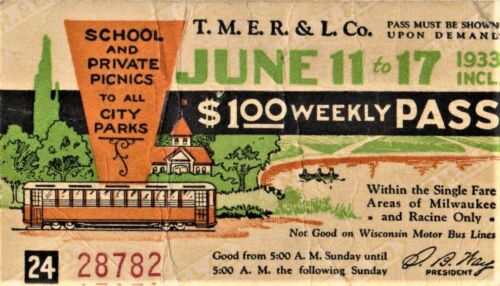 SCHOOL
AND
PRIVATE
PICNICS
TO ALL
CITY
PARKS
T. M. E. R. & L. Co.
PASS MUST BE SHOWN
UPON DEMAND
JUNE 11 to 17
1933
INCL
$1.00 WEEKLY PASS
Within the Single Fare
Areas of Milwaukee
and Racine Only
Not Good on Wisconsin Motor Bus Lines
24
28782
Good from 5:00 A. M. Sunday until
5:00 A. M. the following Sunday
PRESIDENT